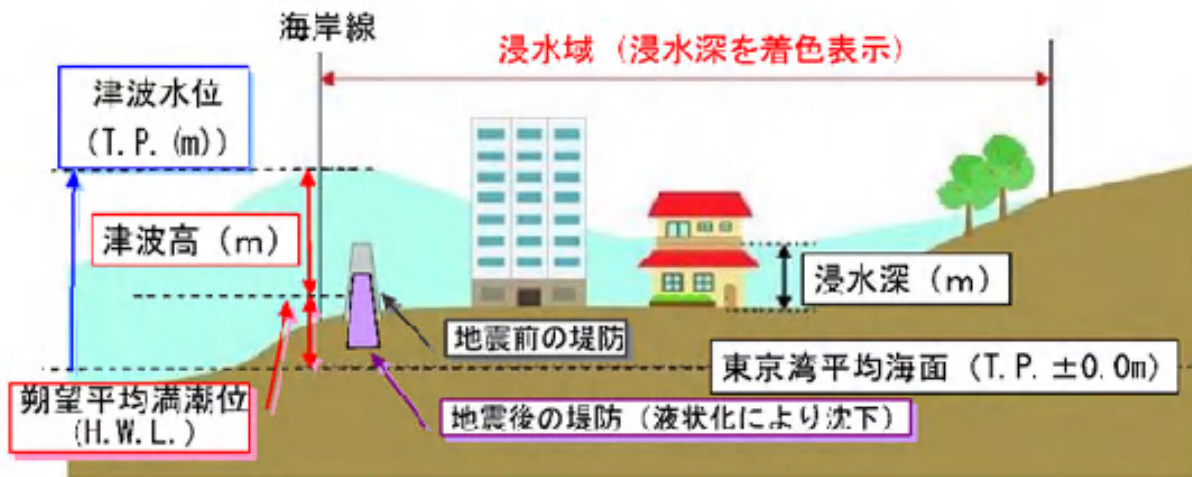 海岸線
浸水域（浸水深を着色表示）
津波水位
（T.P.(m)）
津波高（m）
浸水深（m）
地震前の堤防
東京湾平均海面（T.P.±0.0m）
朔望平均満潮位
(H.W.L.)
地震後の堤防（液状化により沈下）